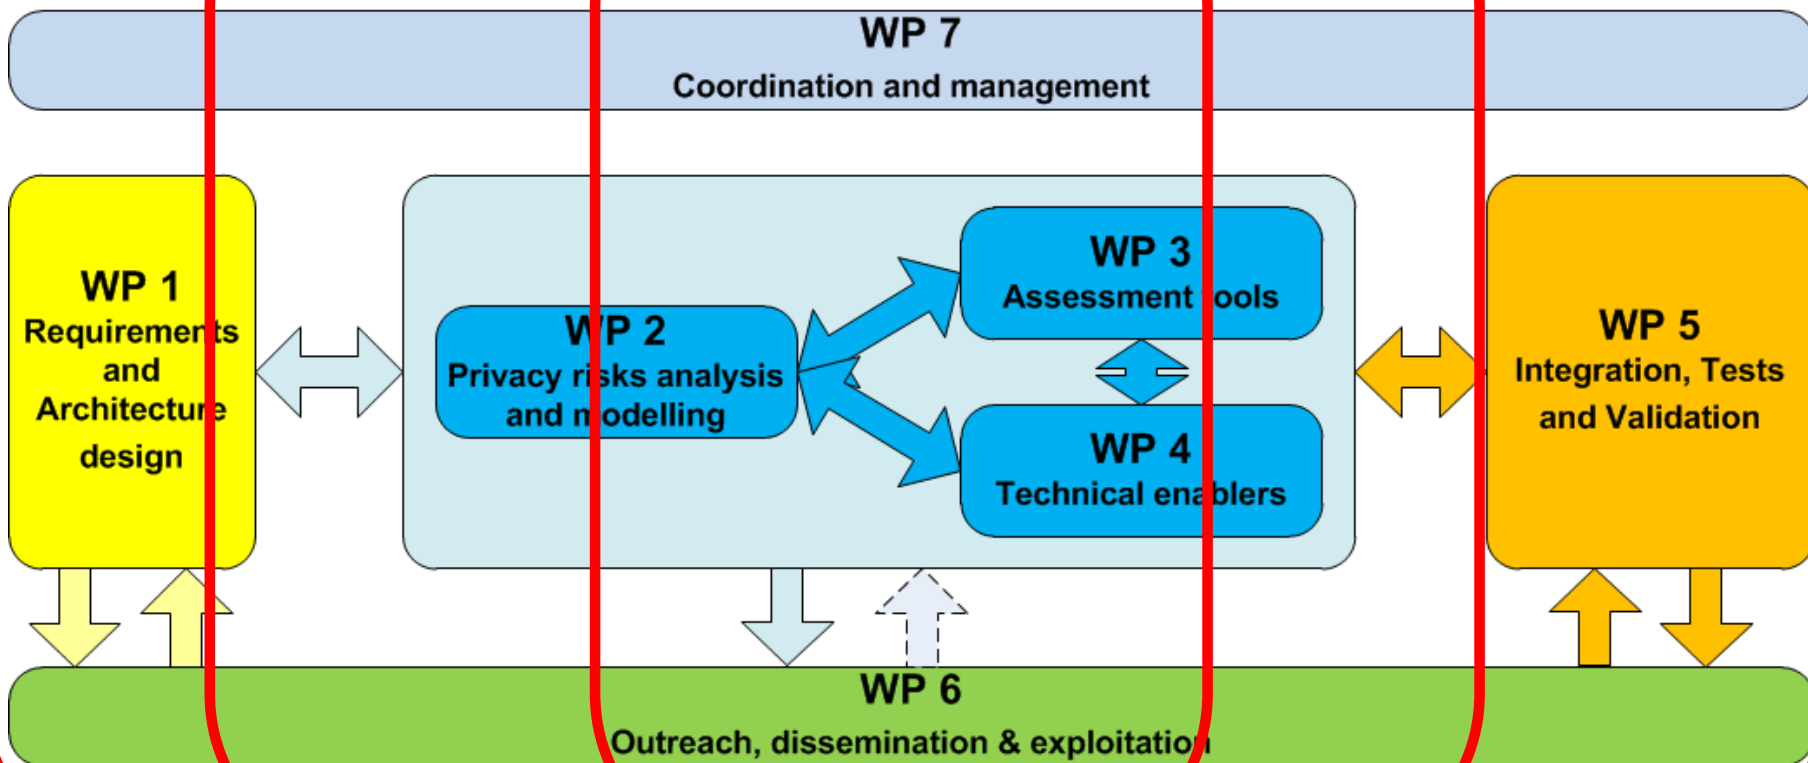 WP 7
Coordination and management
WP 1
Requirements
and
Architecture
design
WP 2
Privacy risks analysis
and modelling
WP 3
Assessment tools
WP 4
Technical enablers
WP 5
Integration, Tests
and Validation
WP 6
Outreach, dissemination & exploitation